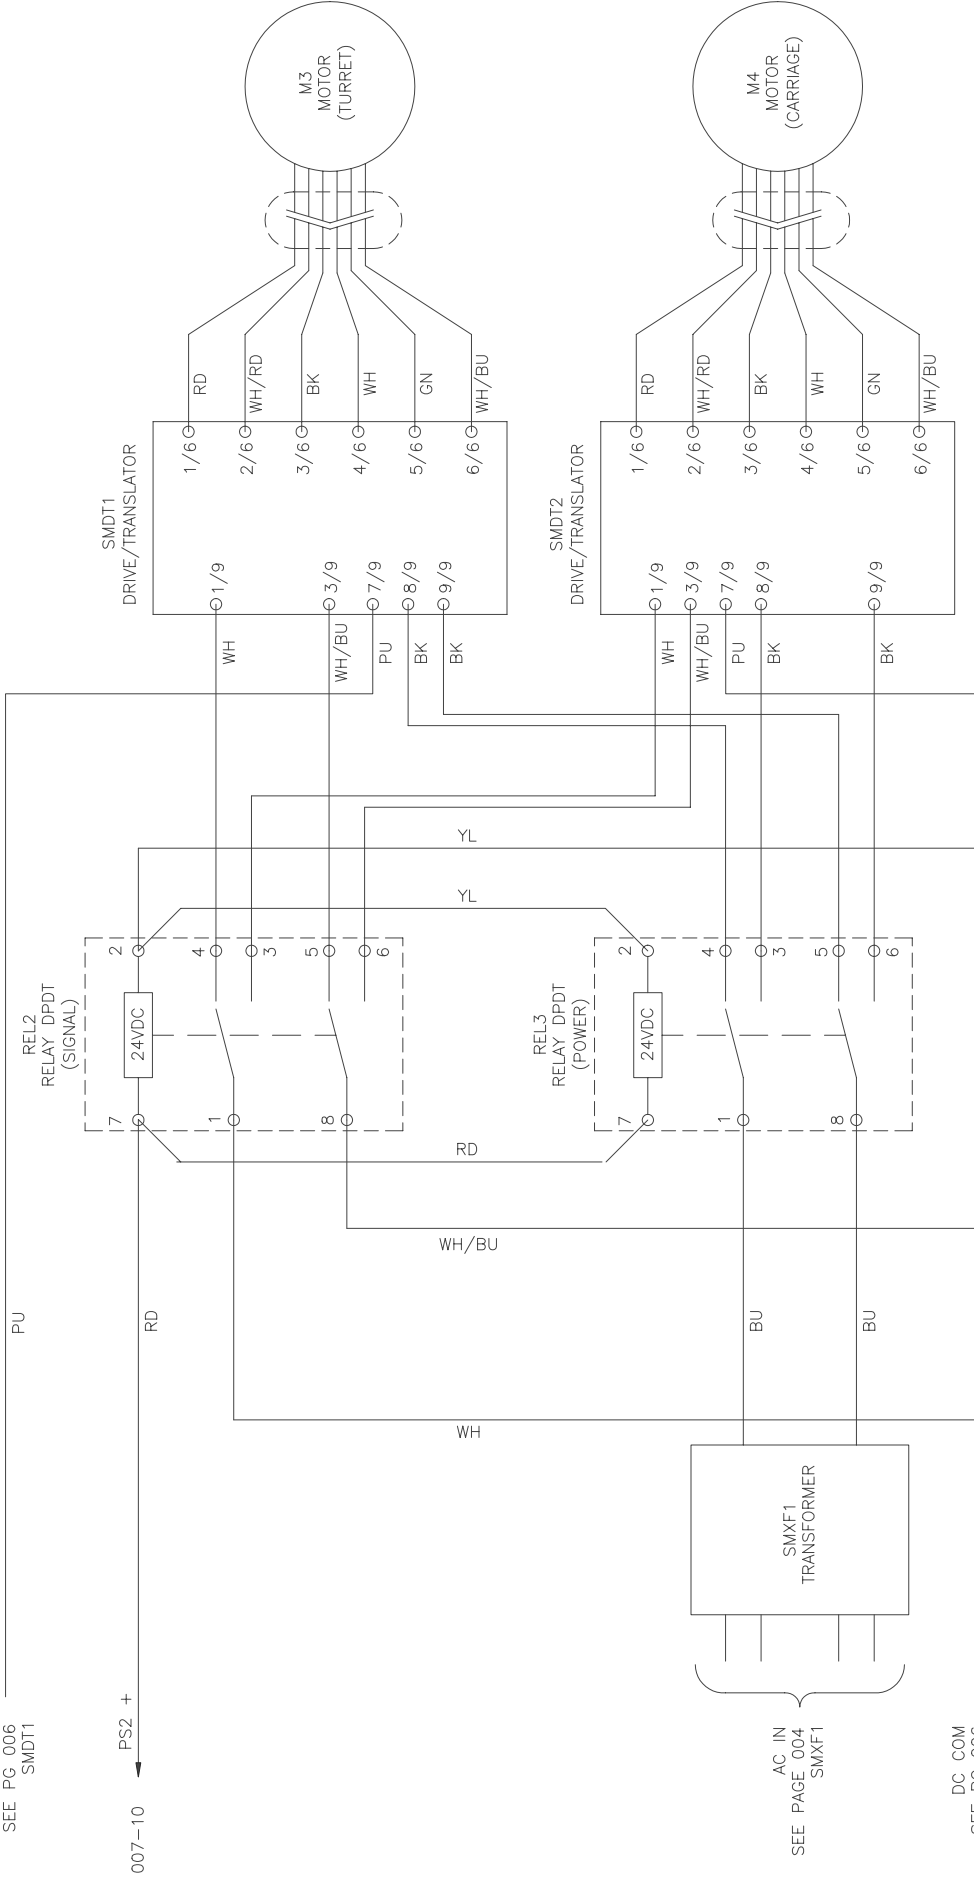 SEE PG 006
SMDT1
PU
007-10
PS2 +
RD
REL2
RELAY DPDT
(SIGNAL)
7
24VDC
2
1
4
3
8
5
6
YL
YL
RD
WH/BU
WH
SMDT1
DRIVE/TRANSLATOR
WH
1/9
WH/BU
3/9
PU
7/9
BK
8/9
BK
9/9
1/6
RD
2/6
WH/RD
3/6
BK
4/6
WH
5/6
GN
6/6
WH/BU
M3
MOTOR
(TURRET)
AC IN
SEE PAGE 004
SMXF1
SMXF1
TRANSFORMER
BU
BU
REL3
RELAY DPDT
(POWER)
7
24VDC
2
1
4
3
8
5
6
SMDT2
DRIVE/TRANSLATOR
WH
1/9
WH/BU
3/9
PU
7/9
BK
8/9
BK
9/9
1/6
RD
2/6
WH/RD
3/6
BK
4/6
WH
5/6
GN
6/6
WH/BU
M4
MOTOR
(CARRIAGE)
DC COM